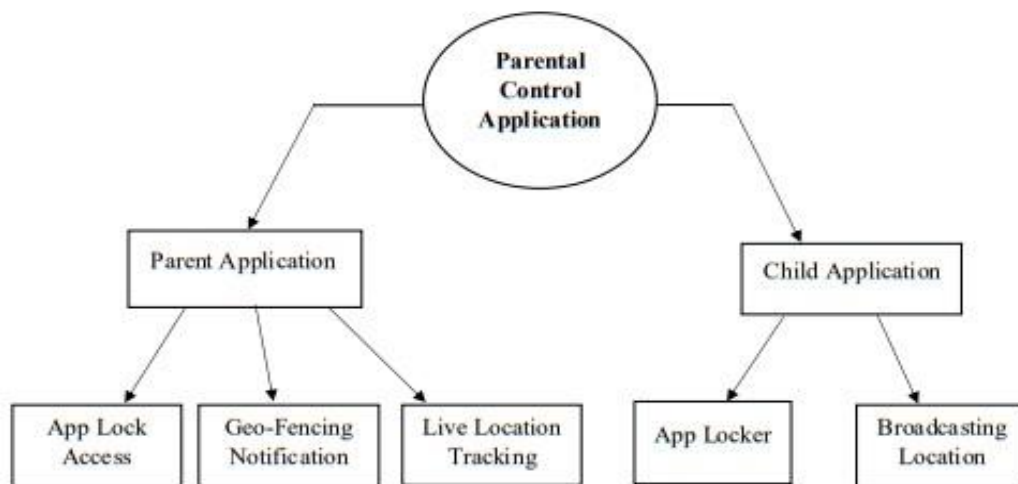 Parental
Control
Application
Parent Application
Child Application
App Lock
Access
Geo-Fencing
Notification
Live Location
Tracking
App Locker
Broadcasting
Location